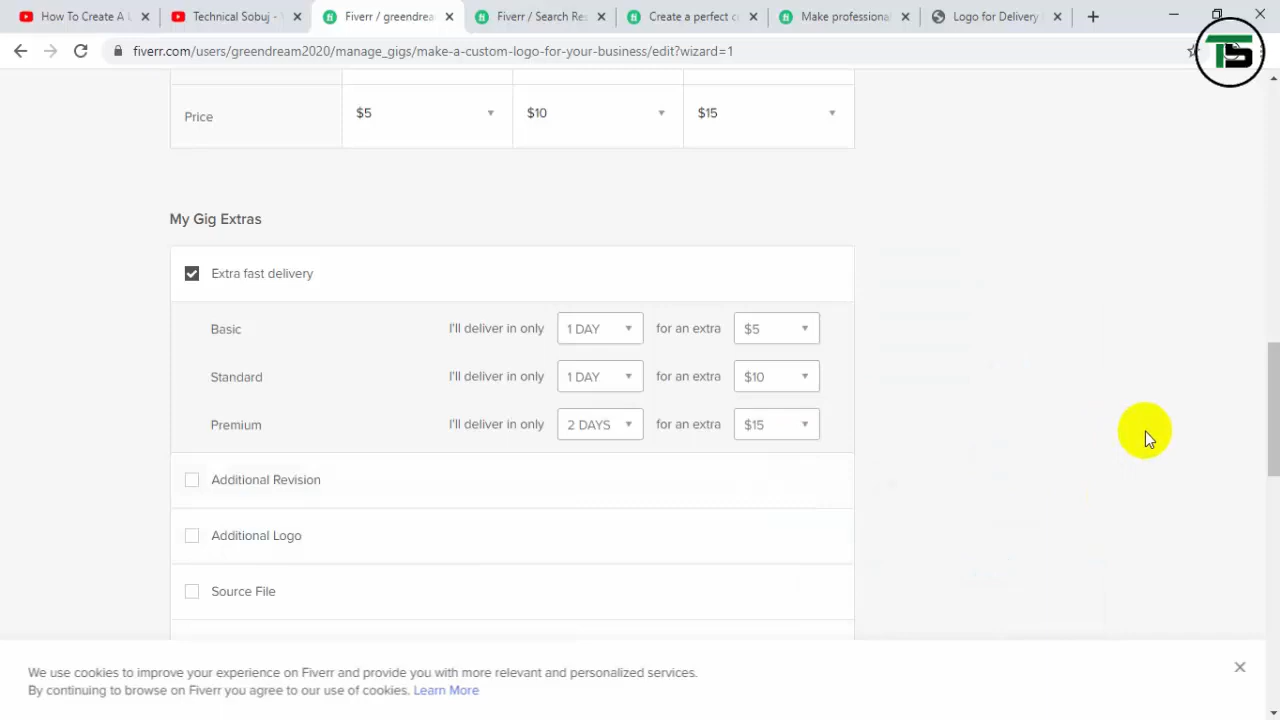 How To Create A U
Technical Sobuj -
Fiverr / greendrea
Fiverr / Search Res
Create a perfect c
Make professional
Logo for Delivery
fiverr.com/users/greendream2020/manage_gigs/make-a-custom-logo-for-your-business/edit?wizard=1
TS
Price $5 $10 $15
My Gig Extras
Extra fast delivery
Basic I'll deliver in only 1 DAY for an extra $5
Standard I'll deliver in only 1 DAY for an extra $10
Premium I'll deliver in only 2 DAYS for an extra $15
Additional Revision
Additional Logo
Source File
We use cookies to improve your experience on Fiverr and provide you with more relevant and personalized services.
By continuing to browse on Fiverr you agree to our use of cookies. Learn More